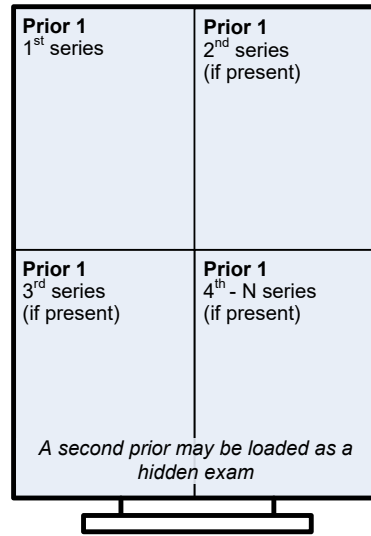 Prior 1
1st series
Prior 1
2nd series
(if present)
Prior 1
3rd series
(if present)
Prior 1
4th - N series
(if present)
A second prior may be loaded as a
hidden exam